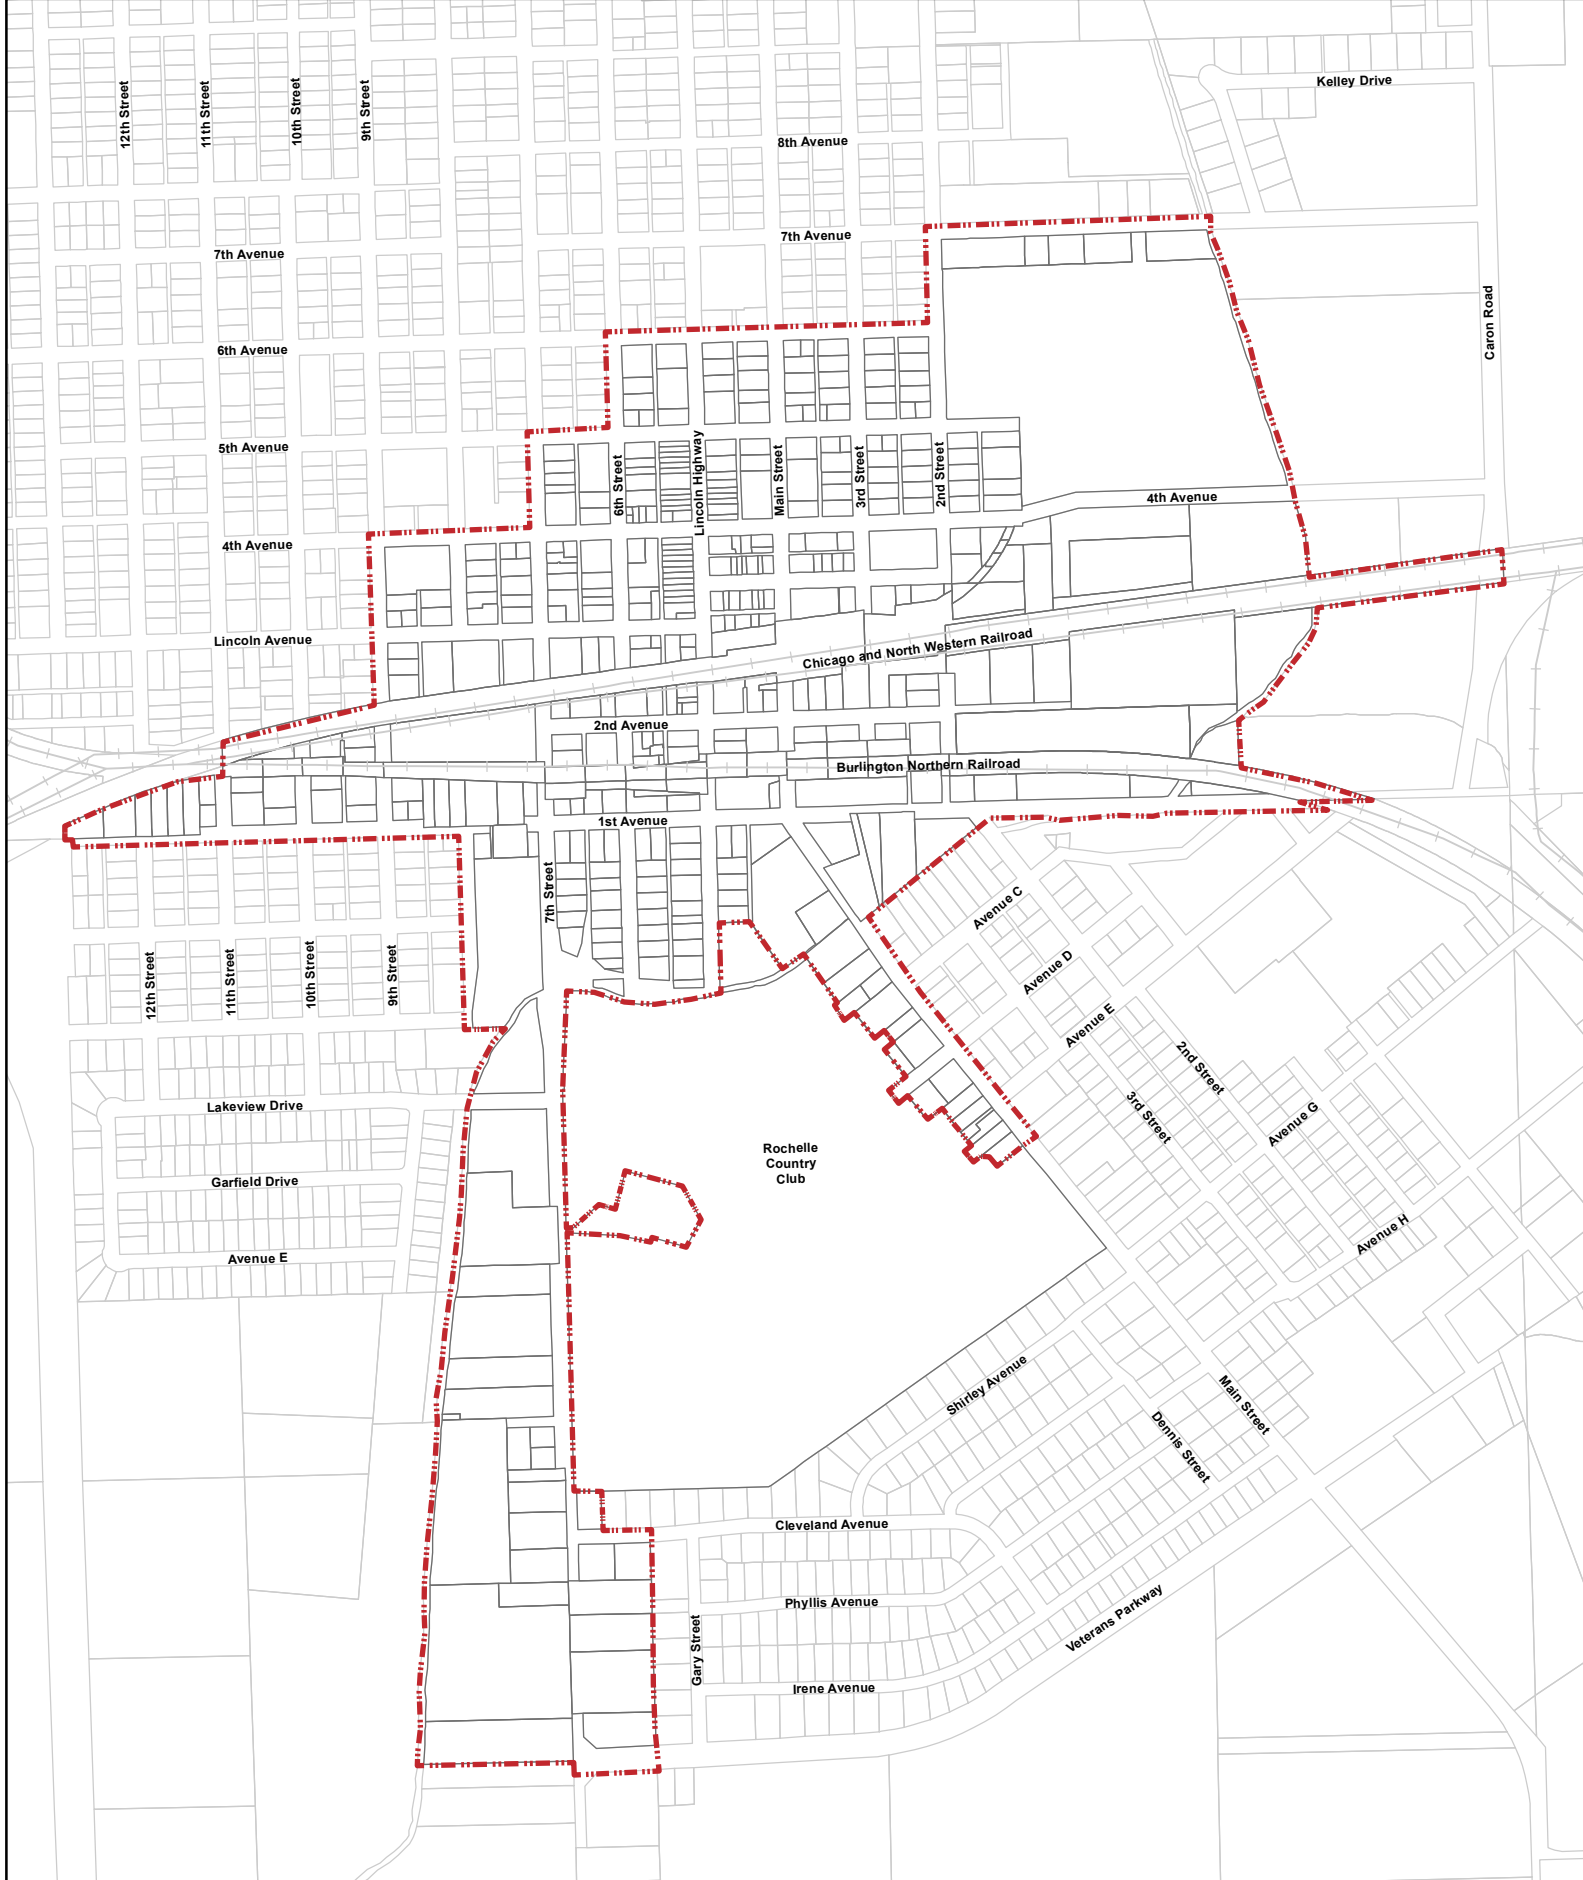 Kelley Drive
12th Street
11th Street
10th Street
9th Street
8th Avenue
7th Avenue
7th Avenue
Caron Road
6th Avenue
5th Avenue
6th Street
Lincoln Highway
Main Street
3rd Street
2nd Street
4th Avenue
4th Avenue
Lincoln Avenue
Chicago and North Western Railroad
2nd Avenue
Burlington Northern Railroad
1st Avenue
7th Street
Avenue C
12th Street
11th Street
10th Street
9th Street
Avenue D
Avenue E
2nd Street
3rd Street
Avenue G
Lakeview Drive
Rochelle
Country
Club
Garfield Drive
Avenue H
Avenue E
Shirley Avenue
Main Street
Dennis Street
Cleveland Avenue
Phyllis Avenue
Veterans Parkway
Gary Street
Irene Avenue